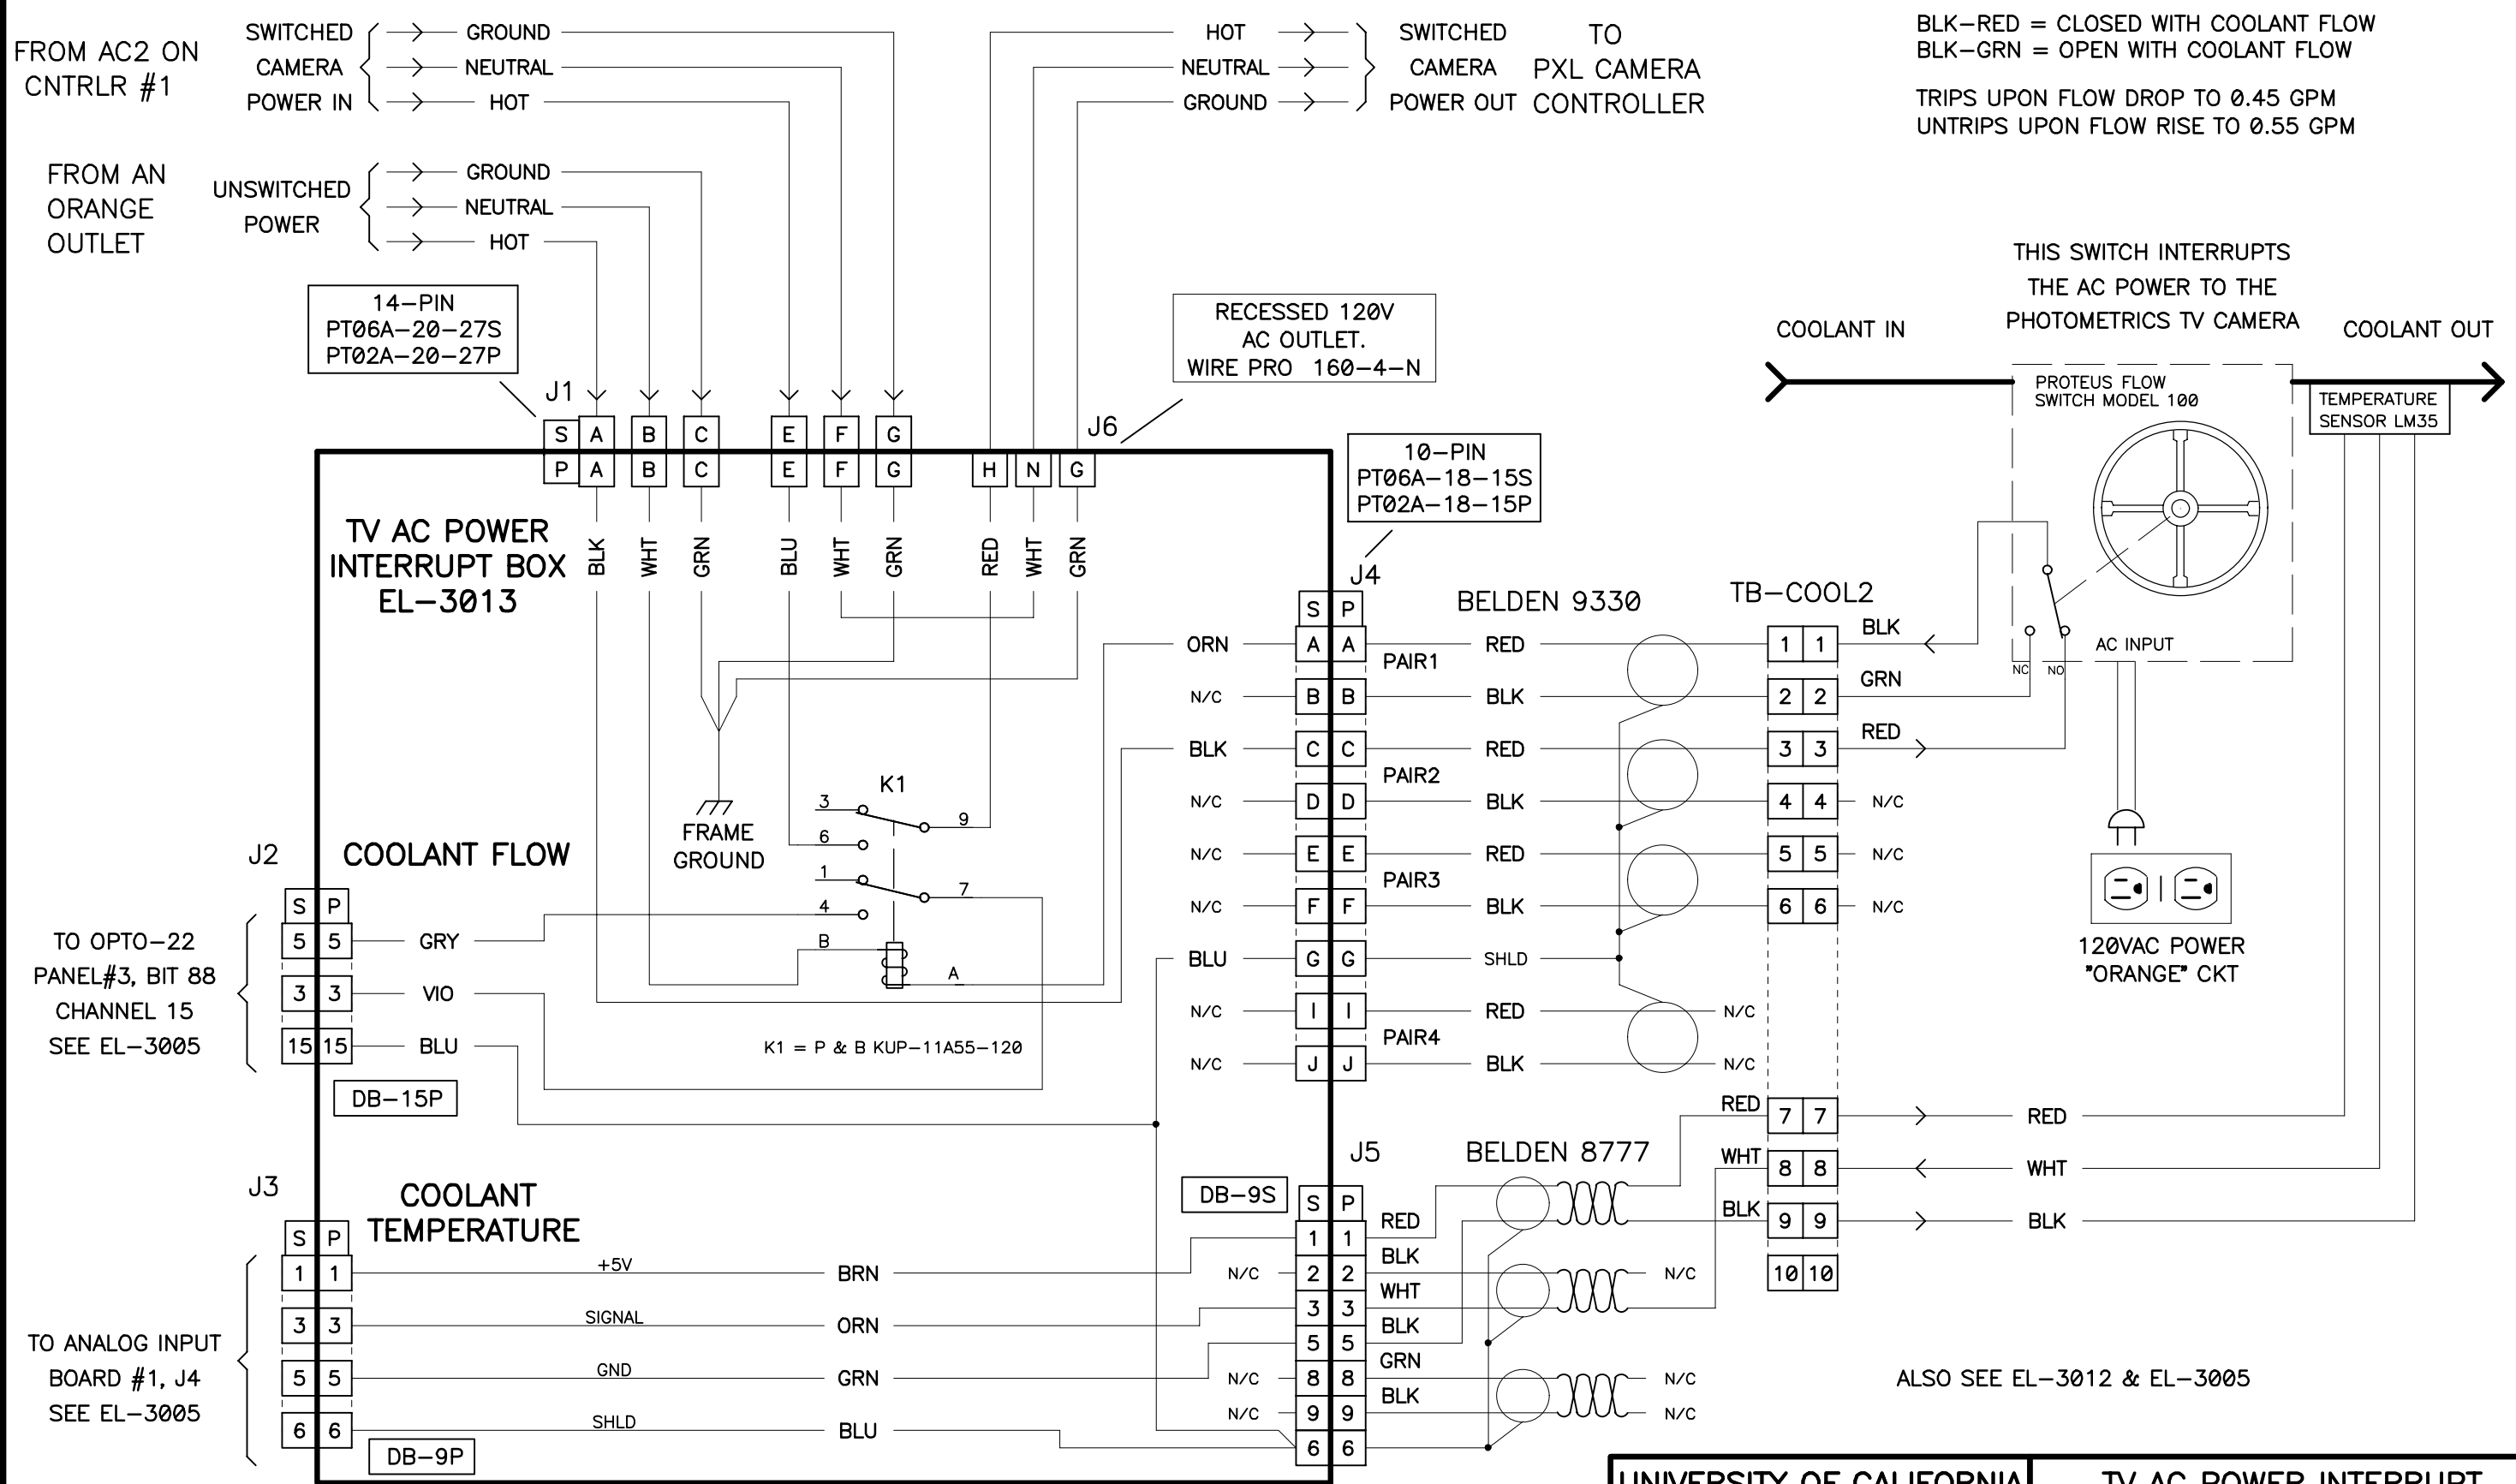 FROM AC2 ON
CNTRLR #1
SWITCHED
CAMERA
POWER IN
GROUND
NEUTRAL
HOT
FROM AN
ORANGE
OUTLET
UNSWITCHED
POWER
GROUND
NEUTRAL
HOT
HOT
NEUTRAL
GROUND
SWITCHED
CAMERA
POWER OUT
TO
PXL CAMERA
CONTROLLER
BLK-RED = CLOSED WITH COOLANT FLOW
BLK-GRN = OPEN WITH COOLANT FLOW
TRIPS UPON FLOW DROP TO 0.45 GPM
UNTRIPS UPON FLOW RISE TO 0.55 GPM
14-PIN
PT06A-20-27S
PT02A-20-27P
J1
S A B C E F G
P A B C E F G
RECESSED 120V
AC OUTLET.
WIRE PRO 160-4-N
J6
H N G
10-PIN
PT06A-18-15S
PT02A-18-15P
J4
THIS SWITCH INTERRUPTS
THE AC POWER TO THE
PHOTOMETRICS TV CAMERA
COOLANT IN
COOLANT OUT
PROTEUS FLOW
SWITCH MODEL 100
TEMPERATURE
SENSOR LM35
AC INPUT
NC
NO
120VAC POWER
"ORANGE" CKT
TV AC POWER
INTERRUPT BOX
EL-3013
BLK
WHT
GRN
BLU
WHT
GRN
RED
WHT
GRN
FRAME
GROUND
K1
3
9
6
1
7
4
B
A
K1 = P & B KUP-11A55-120
COOLANT FLOW
J2
S P
5 5 GRY
3 3 VIO
15 15 BLU
DB-15P
TO OPTO-22
PANEL#3, BIT 88
CHANNEL 15
SEE EL-3005
BELDEN 9330
TB-COOL2
S P
ORN A A RED 1 1 BLK
PAIR1
N/C B B BLK 2 2 GRN
BLK C C RED 3 3 RED
PAIR2
N/C D D BLK 4 4 N/C
N/C E E RED 5 5 N/C
PAIR3
N/C F F BLK 6 6 N/C
BLU G G SHLD
N/C I I RED N/C
PAIR4
N/C J J BLK N/C
RED 7 7 RED
WHT 8 8 WHT
BLK 9 9 BLK
10 10
J3
COOLANT
TEMPERATURE
S P
1 1 +5V BRN
3 3 SIGNAL ORN
5 5 GND GRN
6 6 SHLD BLU
DB-9P
TO ANALOG INPUT
BOARD #1, J4
SEE EL-3005
DB-9S
J5
BELDEN 8777
S P
1 1 RED
N/C 2 2 BLK N/C
3 3 WHT
5 5 BLK
N/C 8 8 GRN N/C
N/C 9 9 BLK N/C
6 6
ALSO SEE EL-3012 & EL-3005
UNIVERSITY OF CALIFORNIA
TV AC POWER INTERRUPT